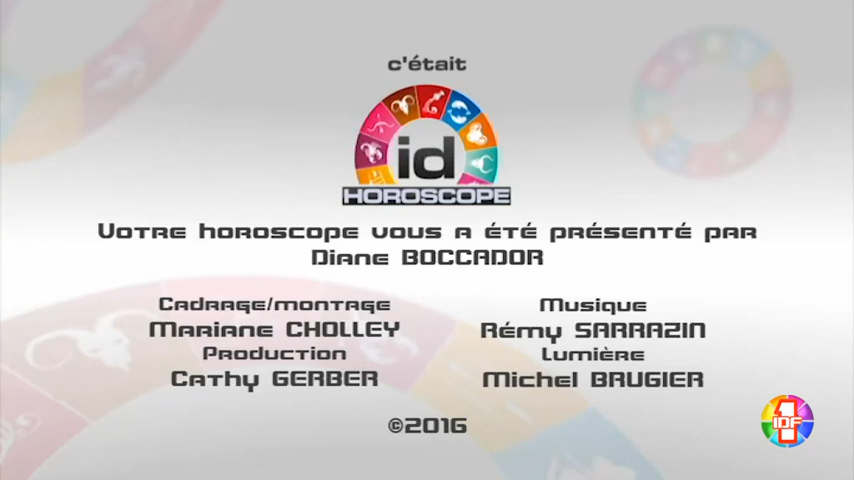 c'était
id
HOROSCOPE
Votre horoscope vous a été présenté par
Diane BOCCADOR
Cadrage/montage
Mariane CHOLLEY
Production
Cathy GERBER
Musique
Rémy SARRAZIN
Lumière
Michel BRUGIER
©2016
IDF
1